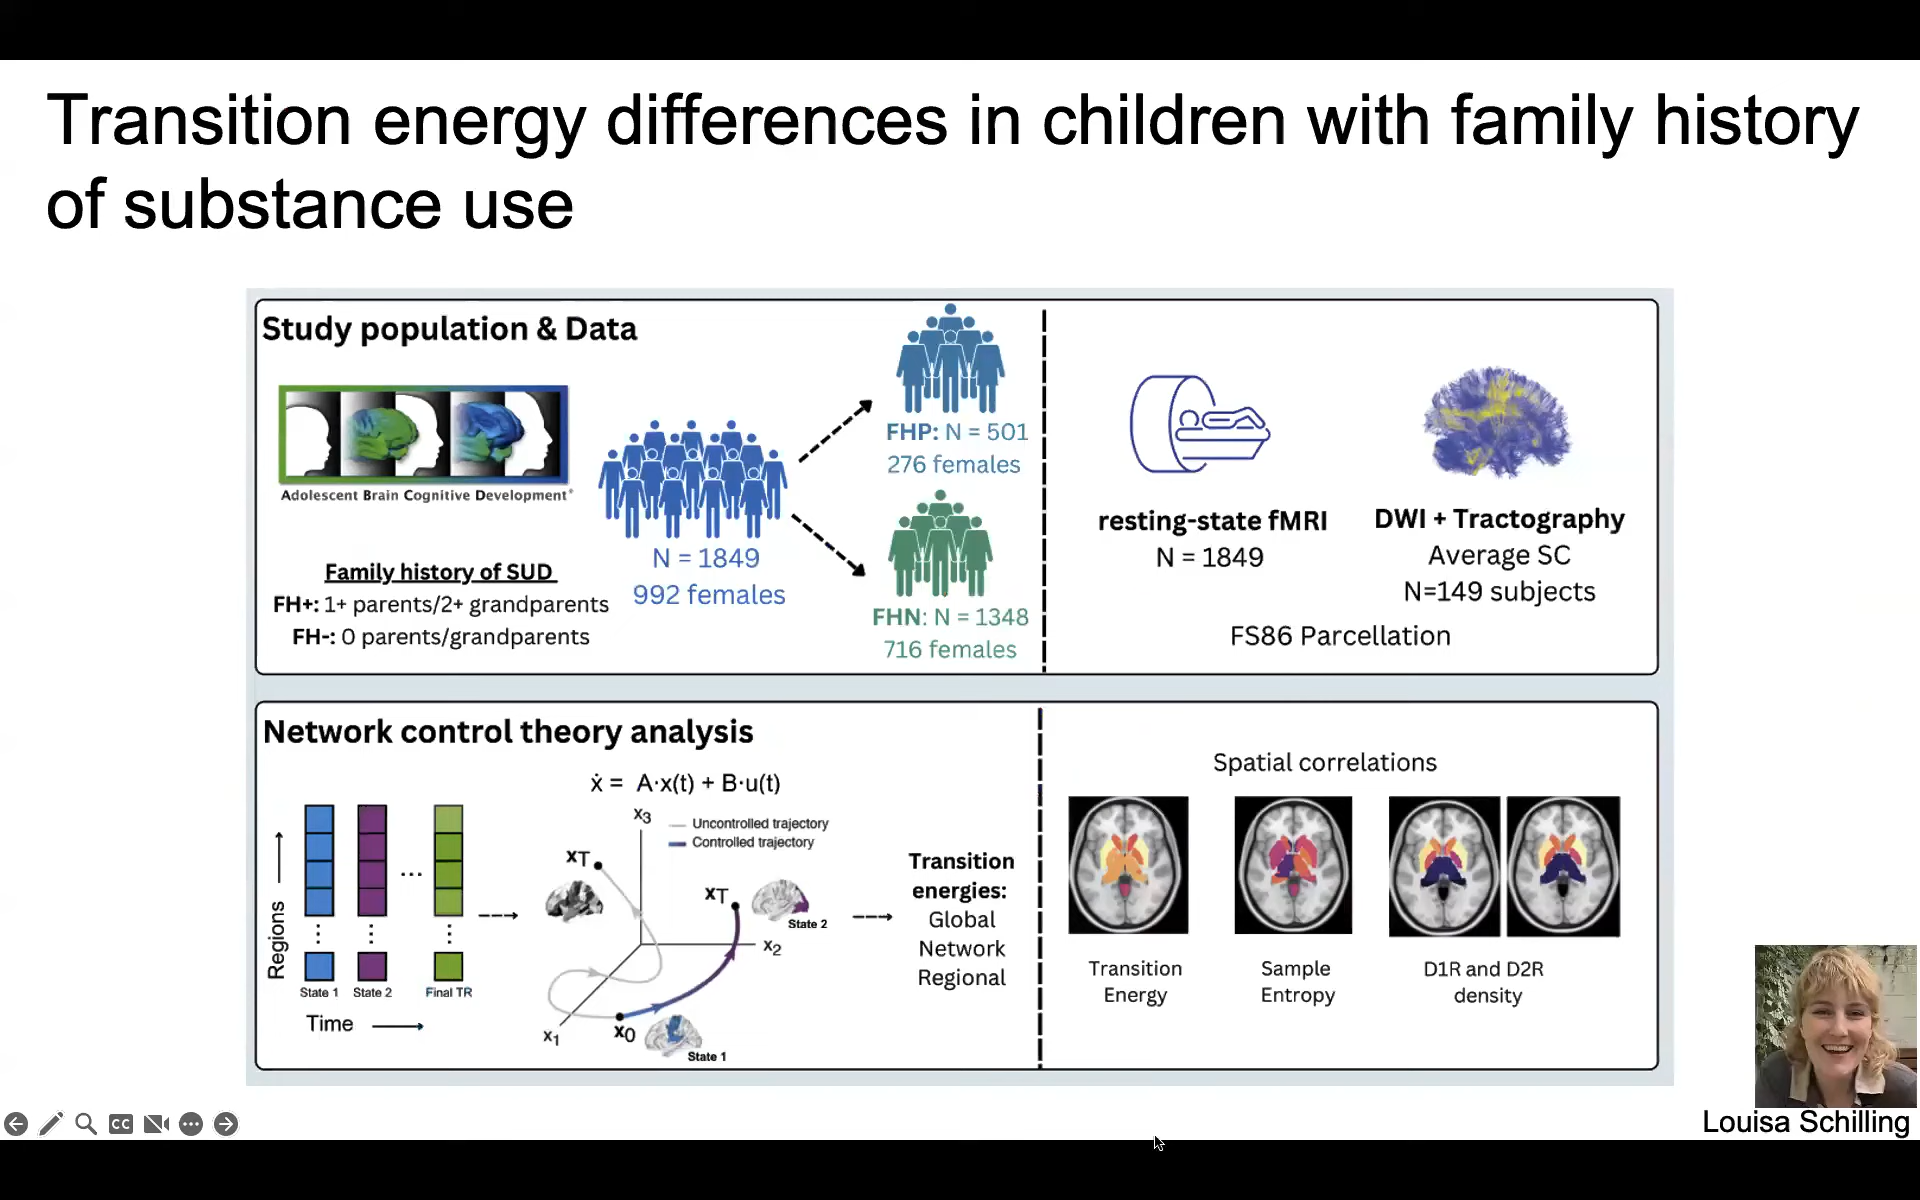 Transition energy differences in children with family history
of substance use
Study population & Data
Adolescent Brain Cognitive Development®
Family history of SUD
FH+: 1+ parents/2+ grandparents
FH-: 0 parents/grandparents
N = 1849
992 females
FHP: N = 501
276 females
FHN: N = 1348
716 females
resting-state fMRI
N = 1849
DWI + Tractography
Average SC
N=149 subjects
FS86 Parcellation
Network control theory analysis
Regions
State 1
State 2
...
Final TR
Time
ẋ = A·x(t) + B·u(t)
x3
Uncontrolled trajectory
Controlled trajectory
xT
xT
State 2
x2
x1
x0
State 1
Transition
energies:
Global
Network
Regional
Spatial correlations
Transition
Energy
Sample
Entropy
D1R and D2R
density
Louisa Schilling
CC